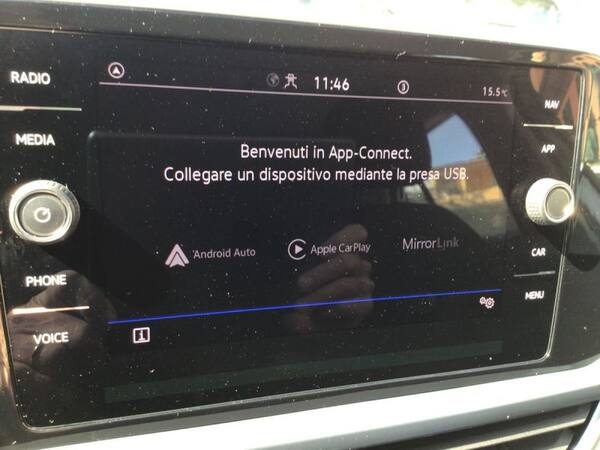 RADIO
11:46
3
15.5°C
NAV
MEDIA
APP
Benvenuti in App-Connect.
Collegare un dispositivo mediante la presa USB.
Android Auto
Apple CarPlay
MirrorLink
PHONE
CAR
VOICE
MENU
i